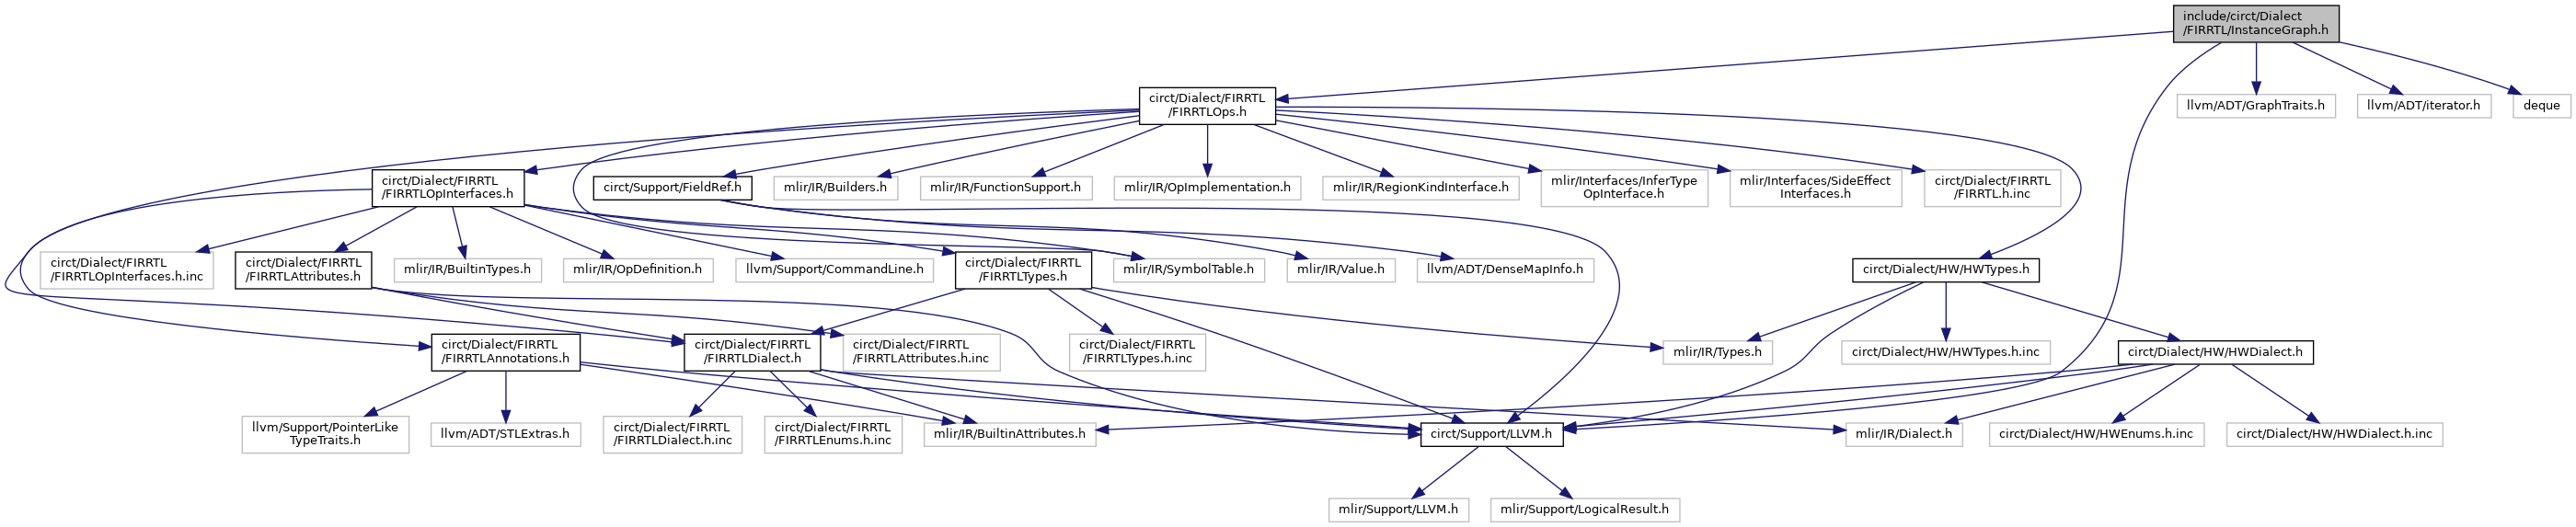 include/circt/Dialect
/FIRRTL/InstanceGraph.h
circt/Dialect/FIRRTL
/FIRRTLOps.h
llvm/ADT/GraphTraits.h
llvm/ADT/iterator.h
deque
circt/Dialect/FIRRTL
/FIRRTLOpInterfaces.h
circt/Support/FieldRef.h
mlir/IR/Builders.h
mlir/IR/FunctionSupport.h
mlir/IR/OpImplementation.h
mlir/IR/RegionKindInterface.h
mlir/Interfaces/InferType
OpInterface.h
mlir/Interfaces/SideEffect
Interfaces.h
circt/Dialect/FIRRTL
/FIRRTL.h.inc
circt/Dialect/FIRRTL
/FIRRTLOpInterfaces.h.inc
circt/Dialect/FIRRTL
/FIRRTLAttributes.h
mlir/IR/BuiltinTypes.h
mlir/IR/OpDefinition.h
llvm/Support/CommandLine.h
circt/Dialect/FIRRTL
/FIRRTLTypes.h
mlir/IR/SymbolTable.h
mlir/IR/Value.h
llvm/ADT/DenseMapInfo.h
circt/Dialect/HW/HWTypes.h
circt/Dialect/FIRRTL
/FIRRTLAnnotations.h
circt/Dialect/FIRRTL
/FIRRTLDialect.h
circt/Dialect/FIRRTL
/FIRRTLAttributes.h.inc
circt/Dialect/FIRRTL
/FIRRTLTypes.h.inc
mlir/IR/Types.h
circt/Dialect/HW/HWTypes.h.inc
circt/Dialect/HW/HWDialect.h
llvm/Support/PointerLike
TypeTraits.h
llvm/ADT/STLExtras.h
circt/Dialect/FIRRTL
/FIRRTLDialect.h.inc
circt/Dialect/FIRRTL
/FIRRTLEnums.h.inc
mlir/IR/BuiltinAttributes.h
circt/Support/LLVM.h
mlir/IR/Dialect.h
circt/Dialect/HW/HWEnums.h.inc
circt/Dialect/HW/HWDialect.h.inc
mlir/Support/LLVM.h
mlir/Support/LogicalResult.h